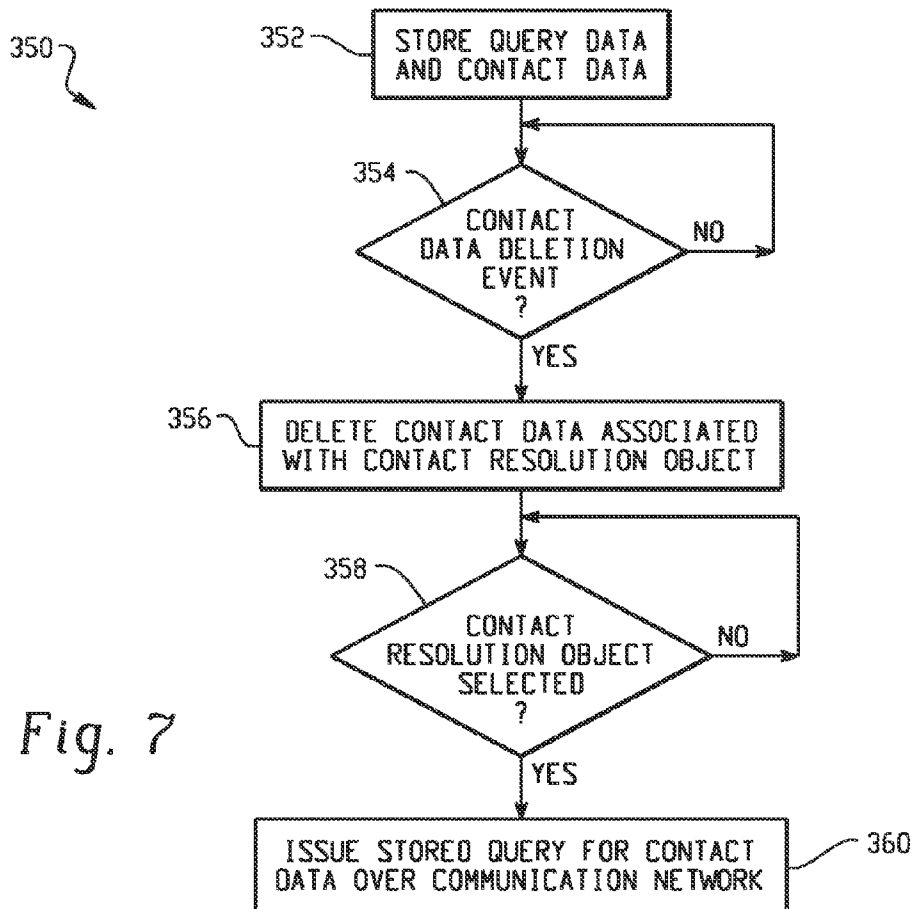 350
352
STORE QUERY DATA
AND CONTACT DATA
354
CONTACT
DATA DELETION
EVENT
?
NO
YES
356
DELETE CONTACT DATA ASSOCIATED
WITH CONTACT RESOLUTION OBJECT
358
CONTACT
RESOLUTION OBJECT
SELECTED
?
NO
YES
Fig. 7
ISSUE STORED QUERY FOR CONTACT
DATA OVER COMMUNICATION NETWORK
360